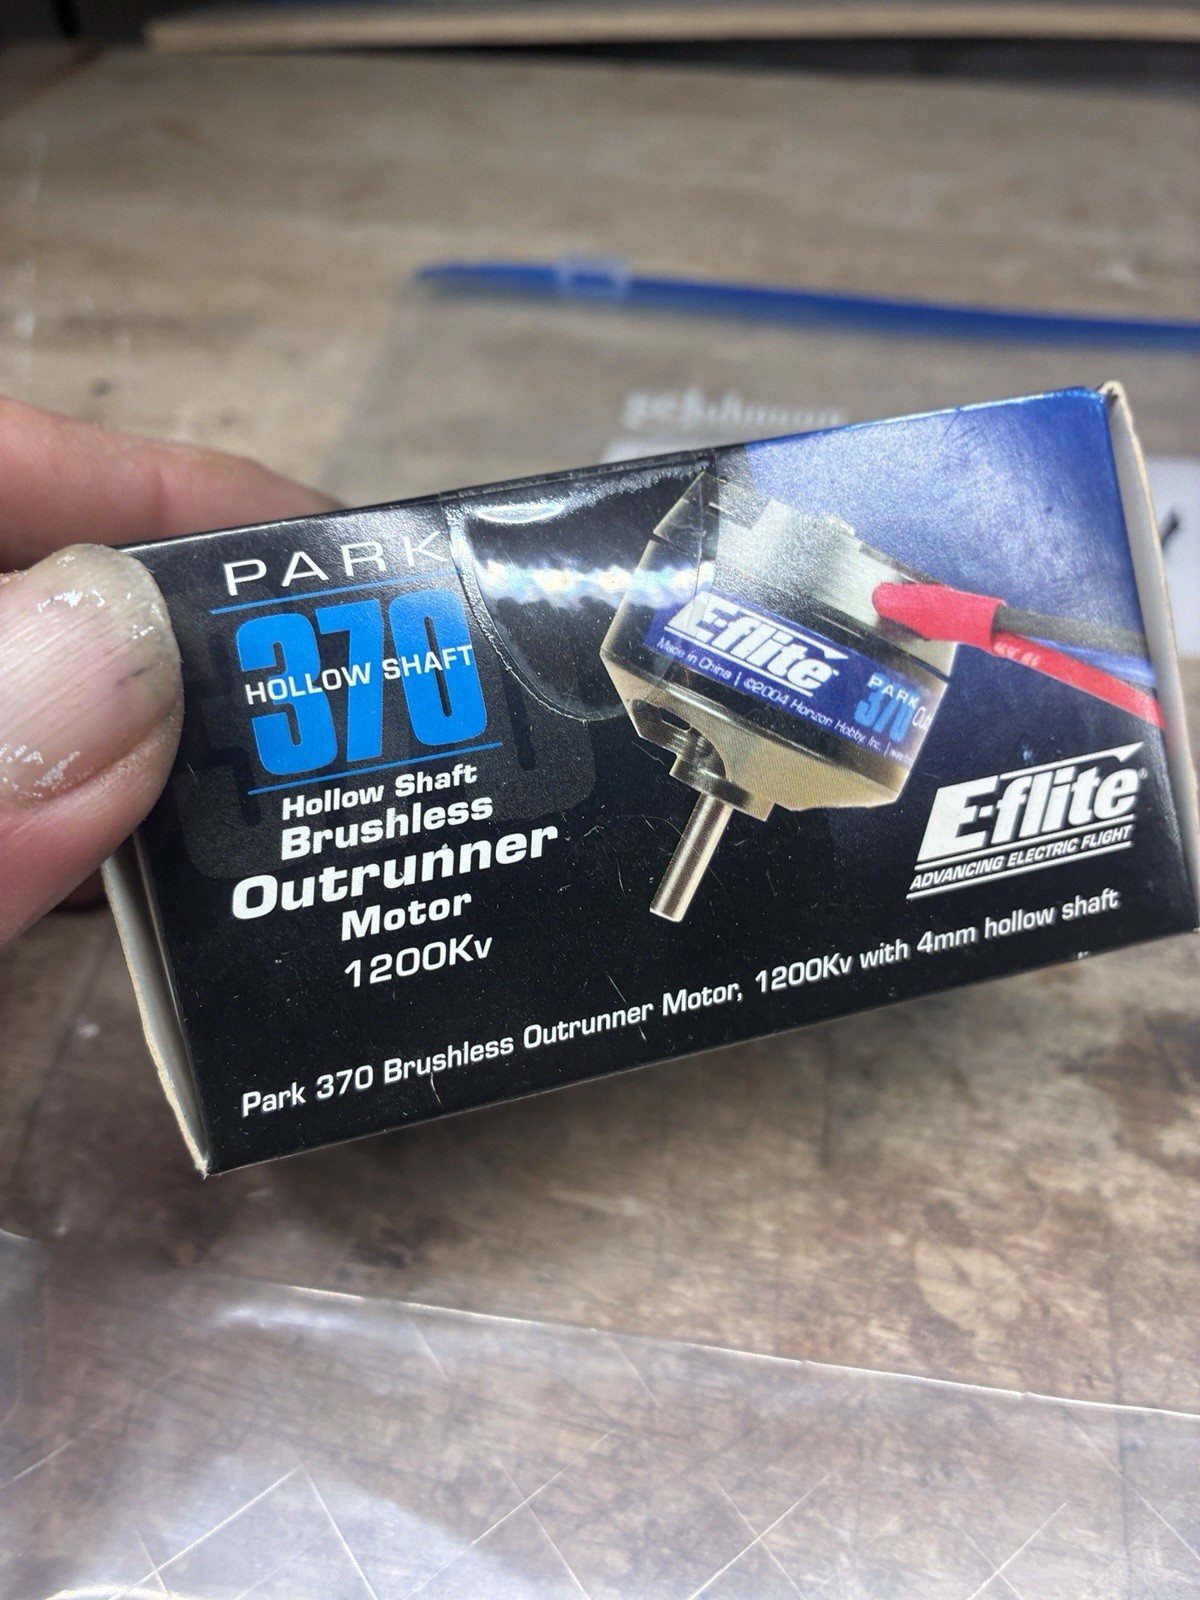 PARK
370
HOLLOW SHAFT
Hollow Shaft
Brushless
Outrunner
Motor
1200Kv
E-flite
Made in China | ©2004 Horizon Hobby, Inc. |
PARK
370
E-flite®
ADVANCING ELECTRIC FLIGHT
Park 370 Brushless Outrunner Motor, 1200Kv with 4mm hollow shaft